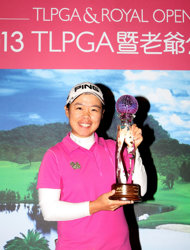 TLPGA & ROYAL OPEN
13 TLPGA暨老爺
PING